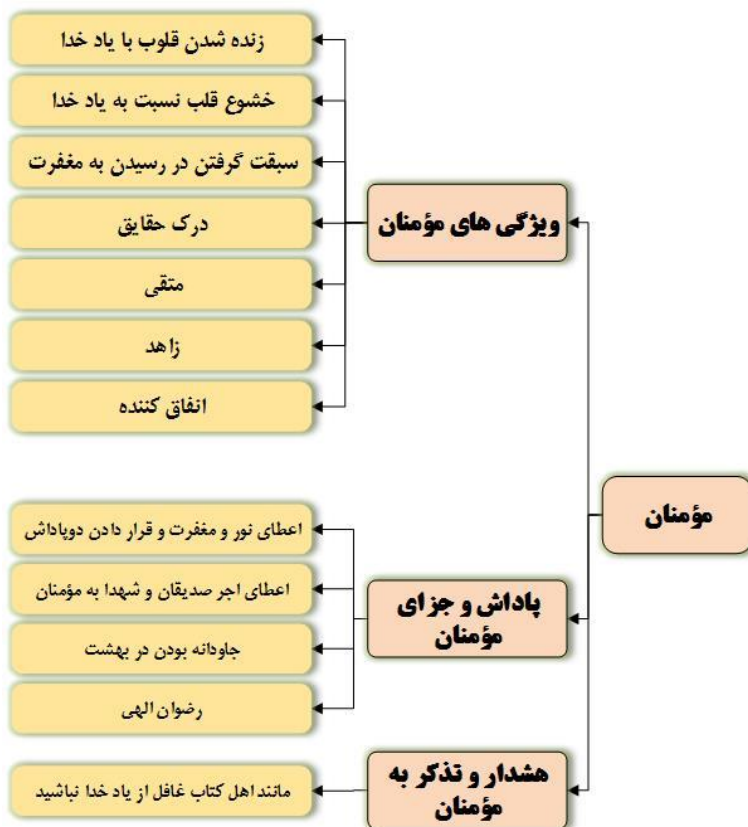 مؤمنان
ویژگی های مؤمنان
زنده شدن قلوب با یاد خدا
خشوع قلب نسبت به یاد خدا
سبقت گرفتن در رسیدن به مغفرت
درک حقایق
متقی
زاهد
انفاق کننده
پاداش و جزای
مؤمنان
اعطای نور و مغفرت و قرار دادن دوپاداش
اعطای اجر صدیقان و شهدا به مؤمنان
جاودانه بودن در بهشت
رضوان الهی
هشدار و تذکر به
مؤمنان
مانند اهل کتاب غافل از یاد خدا نباشید